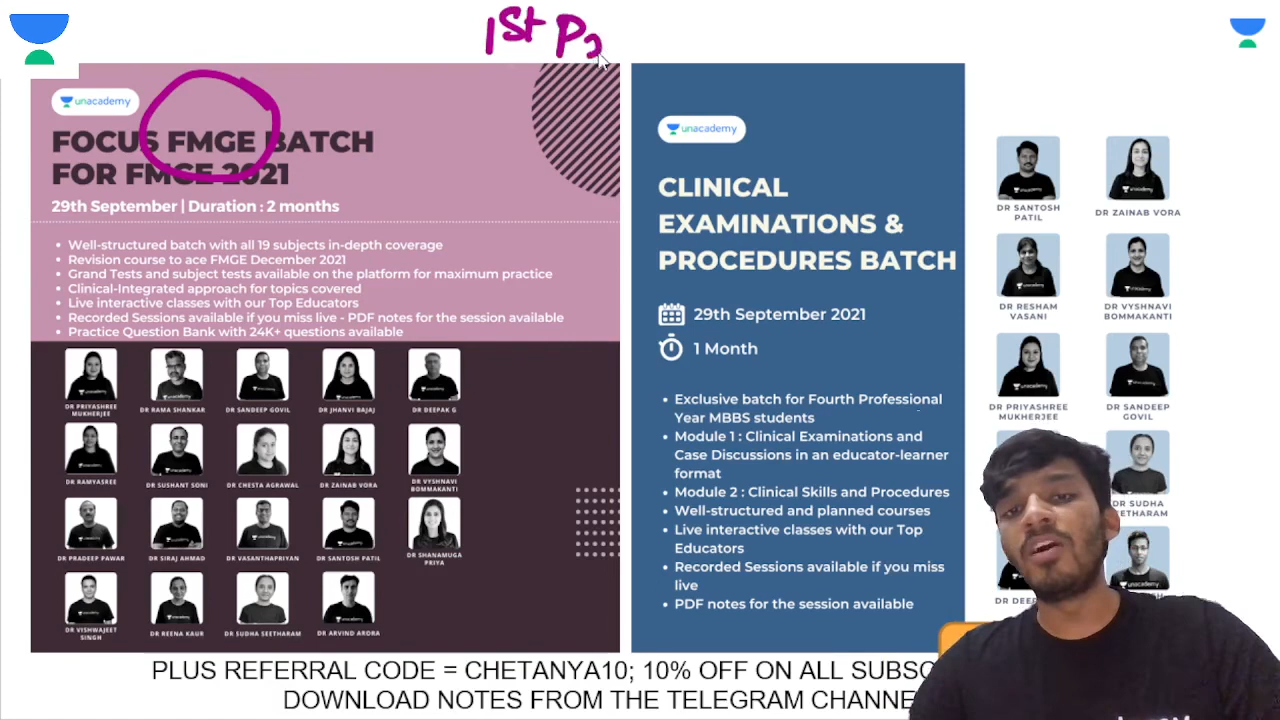 1st P
unacademy
FOCUS FMGE BATCH
FOR FMGE 2021
29th September | Duration : 2 months
• Well-structured batch with all 19 subjects in-depth coverage
• Revision course to ace FMGE December 2021
• Grand Tests and subject tests available on the platform for maximum practice
• Clinical-Integrated approach for topics covered
• Live interactive classes with our Top Educators
• Recorded Sessions available if you miss live - PDF notes for the session available
• Practice Question Bank with 24K+ questions available
DR PRIYASHREE
MUKHERJEE
DR RAMA SHANKAR
DR SANDEEP GOVIL
DR JHANVI BAJAJ
DR DEEPAK G
DR RAMYASREE
DR SUSHANT SONI
DR CHESTA AGRAWAL
DR ZAINAB VORA
DR VYSHNAVI
BOMMAKANTI
DR PRADEEP PAWAR
DR SIRAJ AHMAD
DR VASANTHAPRIYAN
DR SANTOSH PATIL
DR SHANAMUGA
PRIYA
DR VISHWAJEET
SINGH
DR REENA KAUR
DR SUDHA SEETHARAM
DR ARVIND ARORA
unacademy
CLINICAL
EXAMINATIONS &
PROCEDURES BATCH
29th September 2021
1 Month
• Exclusive batch for Fourth Professional
Year MBBS students
• Module 1 : Clinical Examinations and
Case Discussions in an educator-learner
format
• Module 2 : Clinical Skills and Procedures
• Well-structured and planned courses
• Live interactive classes with our Top
Educators
• Recorded Sessions available if you miss
live
• PDF notes for the session available
DR SANTOSH
PATIL
DR ZAINAB VORA
DR RESHAM
VASANI
DR VYSHNAVI
BOMMAKANTI
DR PRIYASHREE
MUKHERJEE
DR SANDEEP
GOVIL
DR SUDHA
ETHARAM
DR DEE
PLUS REFERRAL CODE = CHETANYA10; 10% OFF ON ALL SUBSC
DOWNLOAD NOTES FROM THE TELEGRAM CHANNE